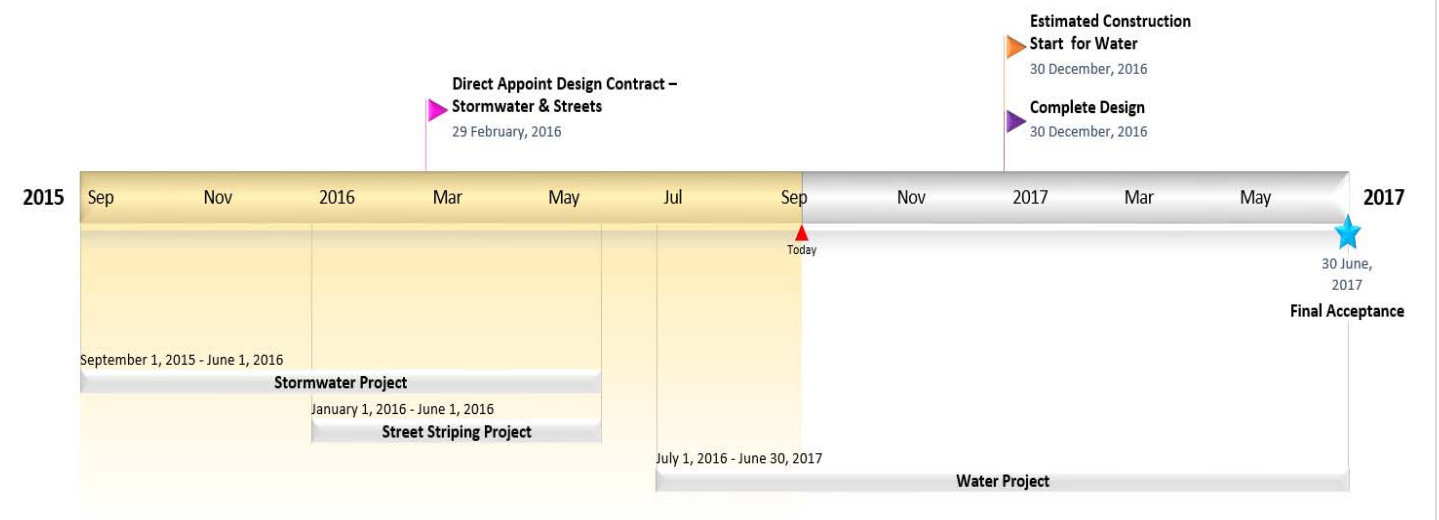 Estimated Construction
Start for Water
30 December, 2016
Direct Appoint Design Contract –
Stormwater & Streets
29 February, 2016
Complete Design
30 December, 2016
2015 Sep Nov 2016 Mar May Jul Sep Nov 2017 Mar May 2017
Today
30 June,
2017
Final Acceptance
September 1, 2015 - June 1, 2016
Stormwater Project
January 1, 2016 - June 1, 2016
Street Striping Project
July 1, 2016 - June 30, 2017
Water Project